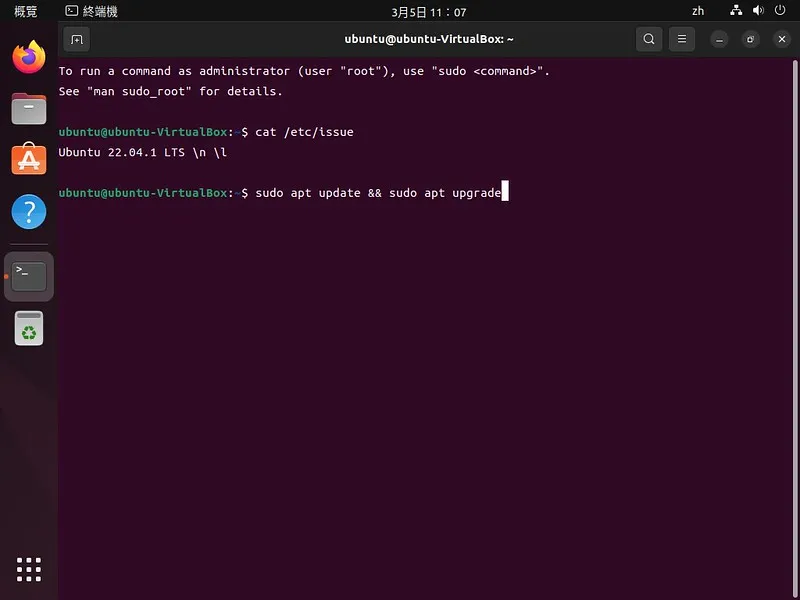 概覽 終端機 3月5日 11：07 zh
ubuntu@ubuntu-VirtualBox: ~
To run a command as administrator (user "root"), use "sudo <command>".
See "man sudo_root" for details.
ubuntu@ubuntu-VirtualBox:~$ cat /etc/issue
Ubuntu 22.04.1 LTS \n \l
ubuntu@ubuntu-VirtualBox:~$ sudo apt update && sudo apt upgrade